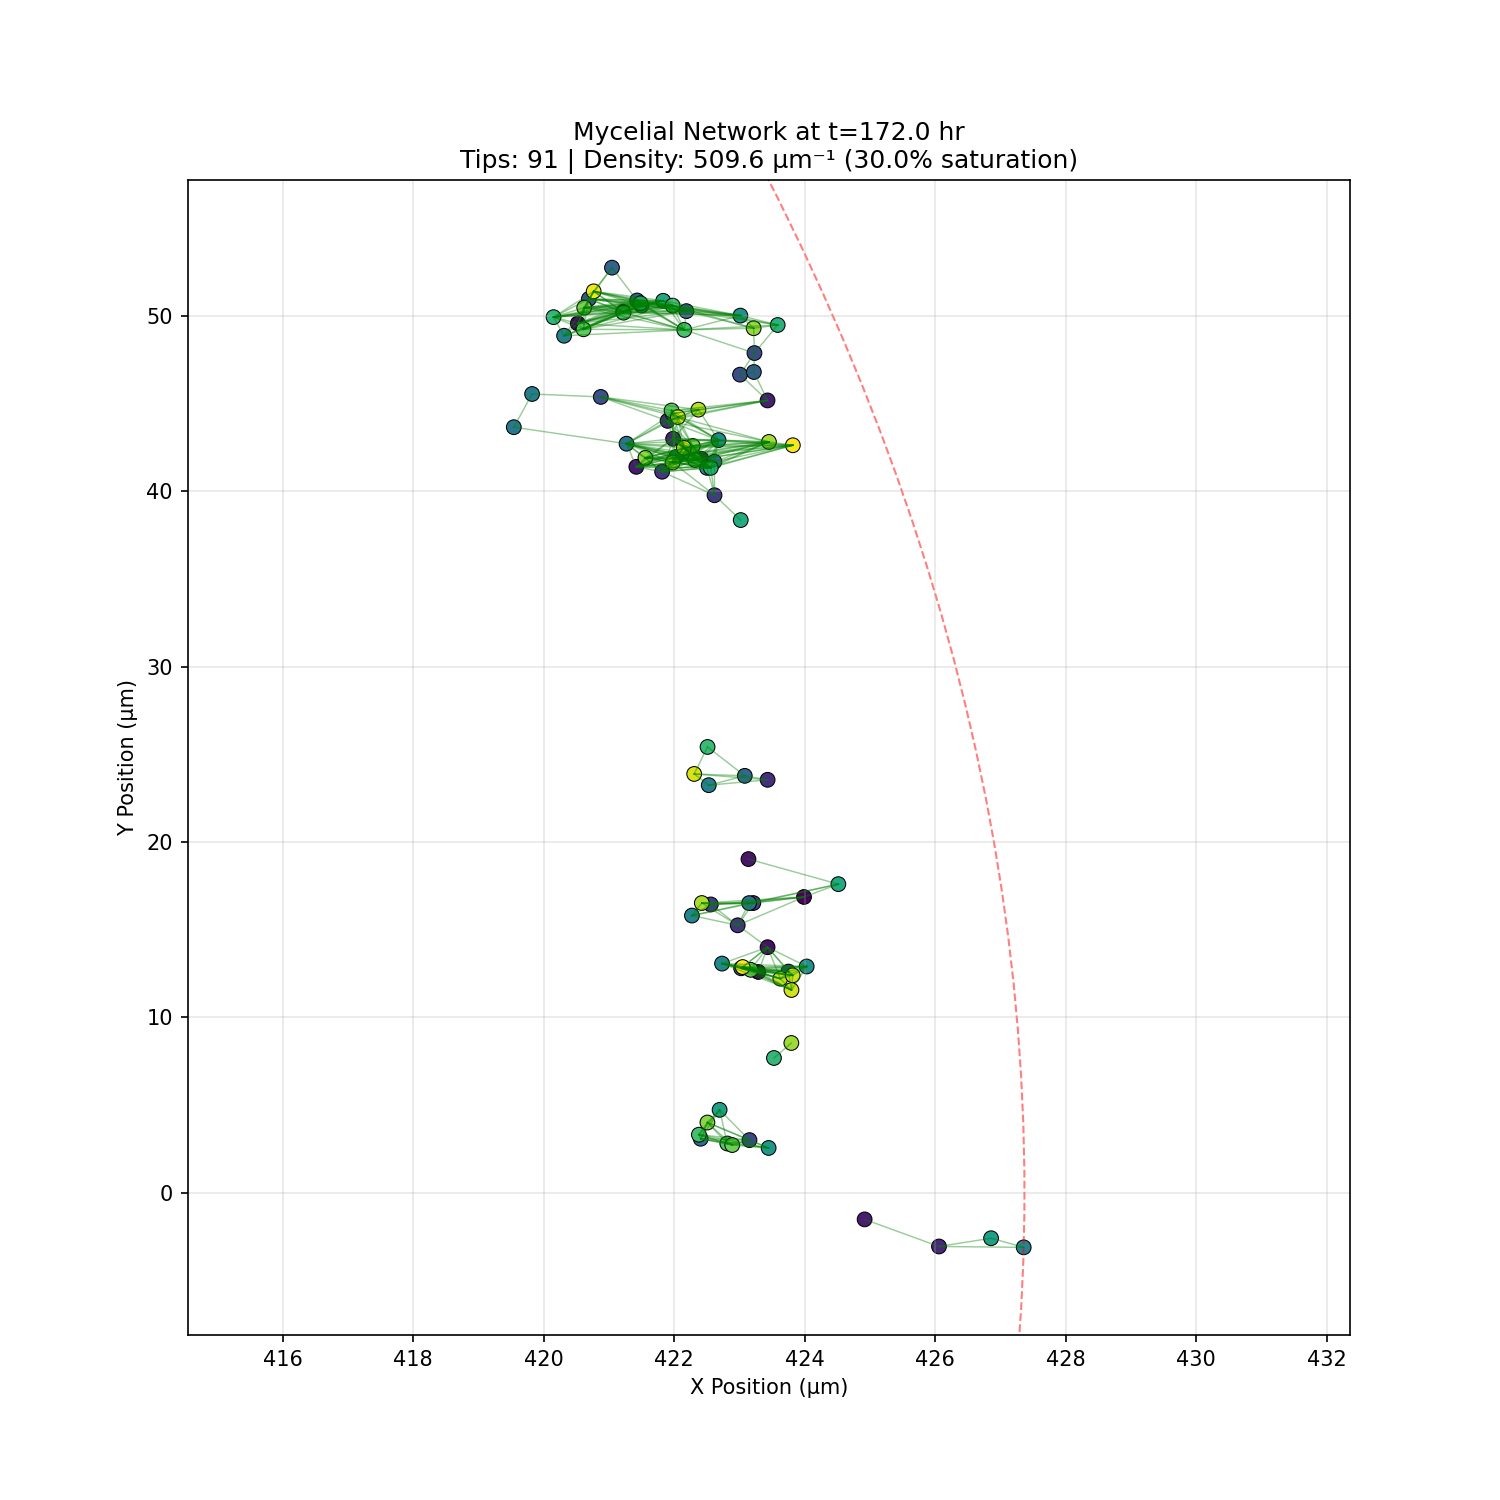 Mycelial Network at t=172.0 hr
Tips: 91 | Density: 509.6 µm⁻¹ (30.0% saturation)
Y Position (µm)
50
40
30
20
10
0
416 418 420 422 424 426 428 430 432
X Position (µm)